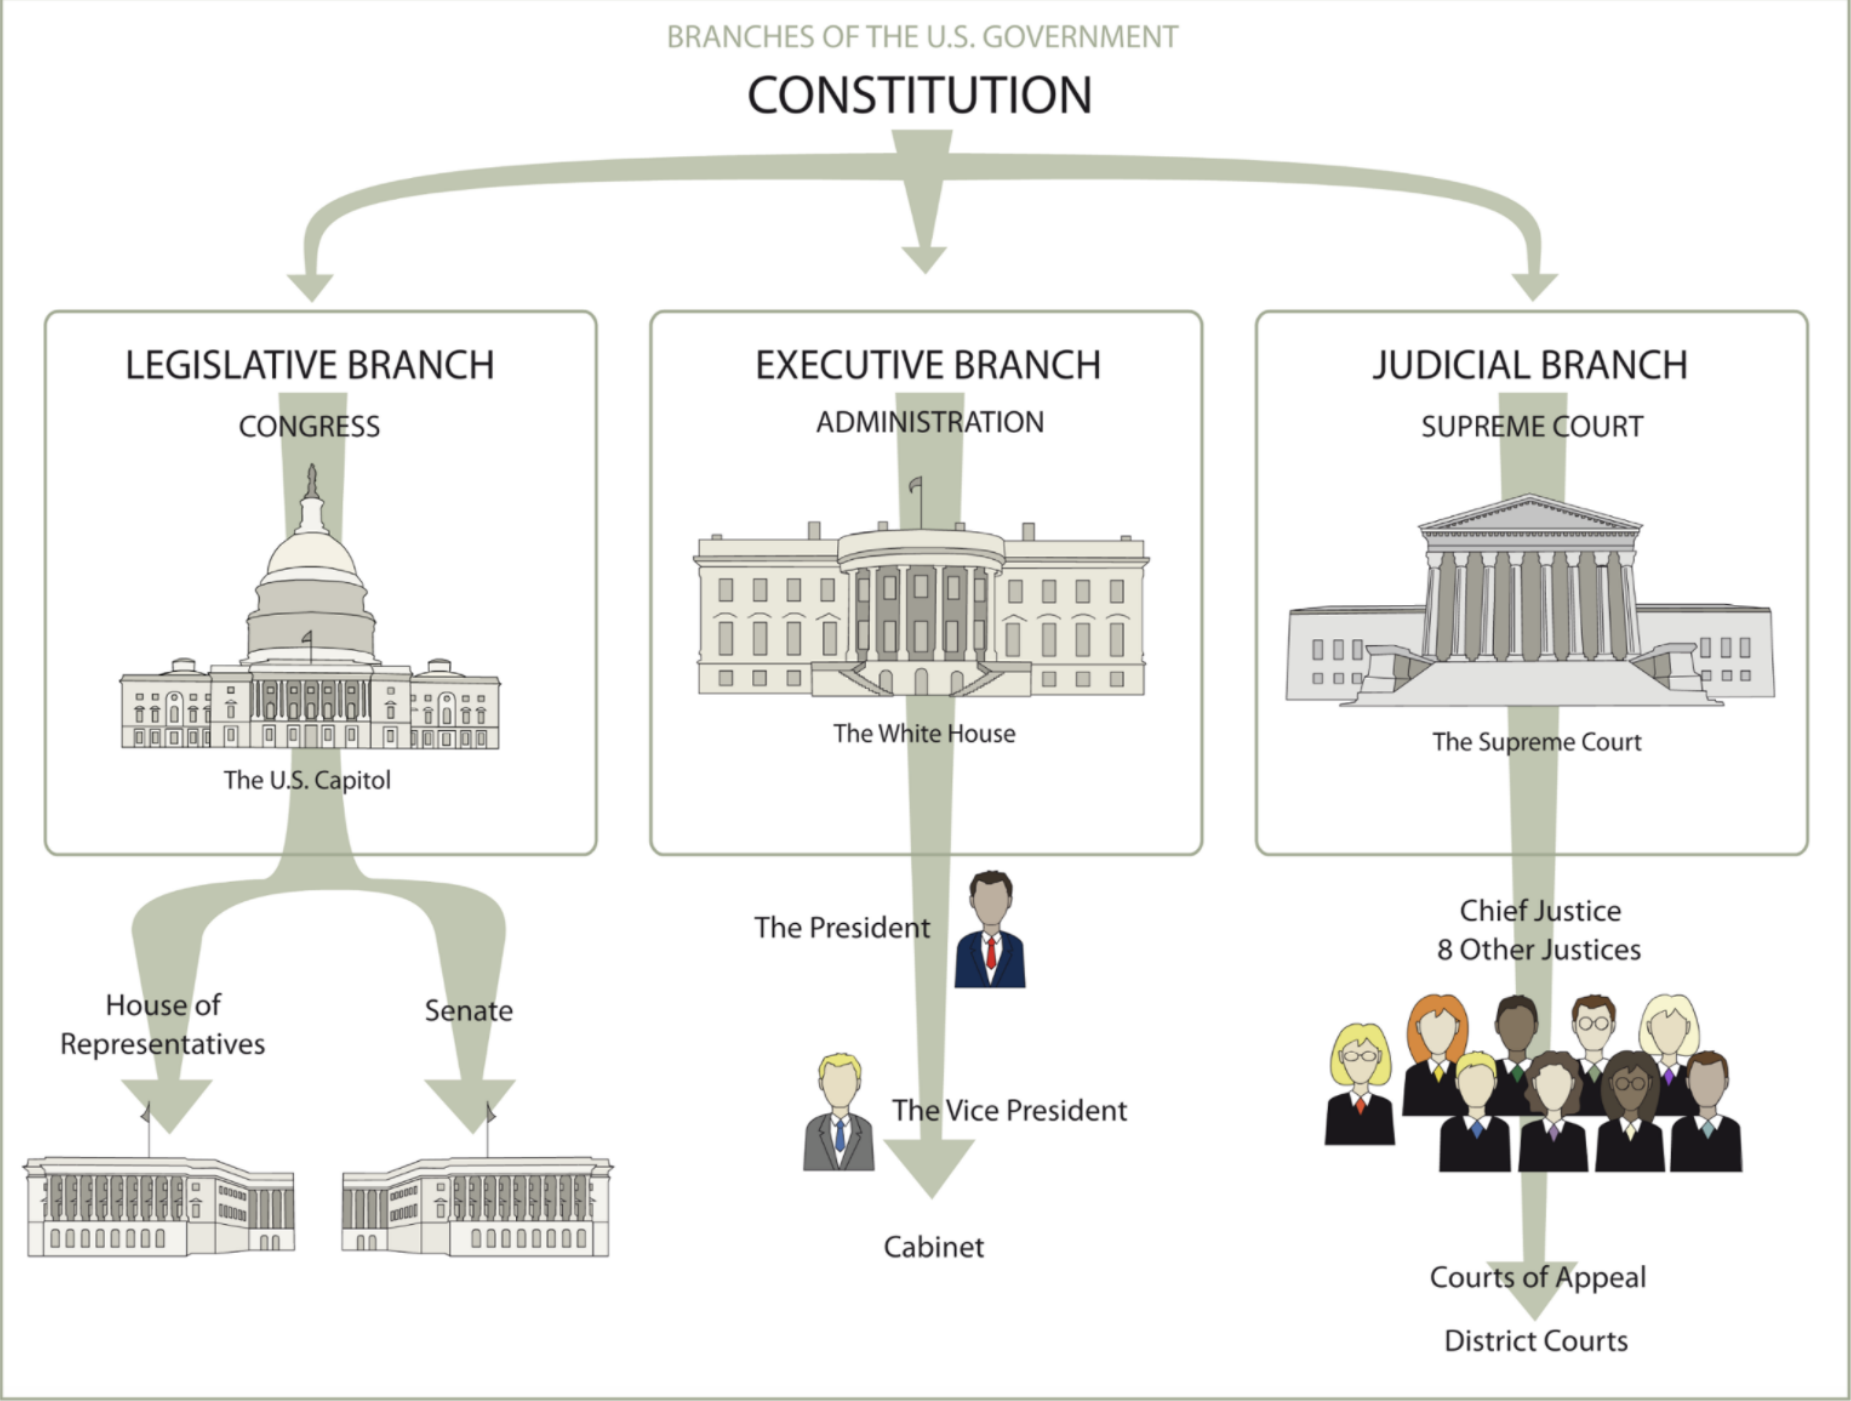 BRANCHES OF THE U.S. GOVERNMENT
CONSTITUTION
LEGISLATIVE BRANCH
CONGRESS
The U.S. Capitol
House of
Representatives
Senate
EXECUTIVE BRANCH
ADMINISTRATION
The White House
The President
The Vice President
Cabinet
JUDICIAL BRANCH
SUPREME COURT
The Supreme Court
Chief Justice
8 Other Justices
Courts of Appeal
District Courts